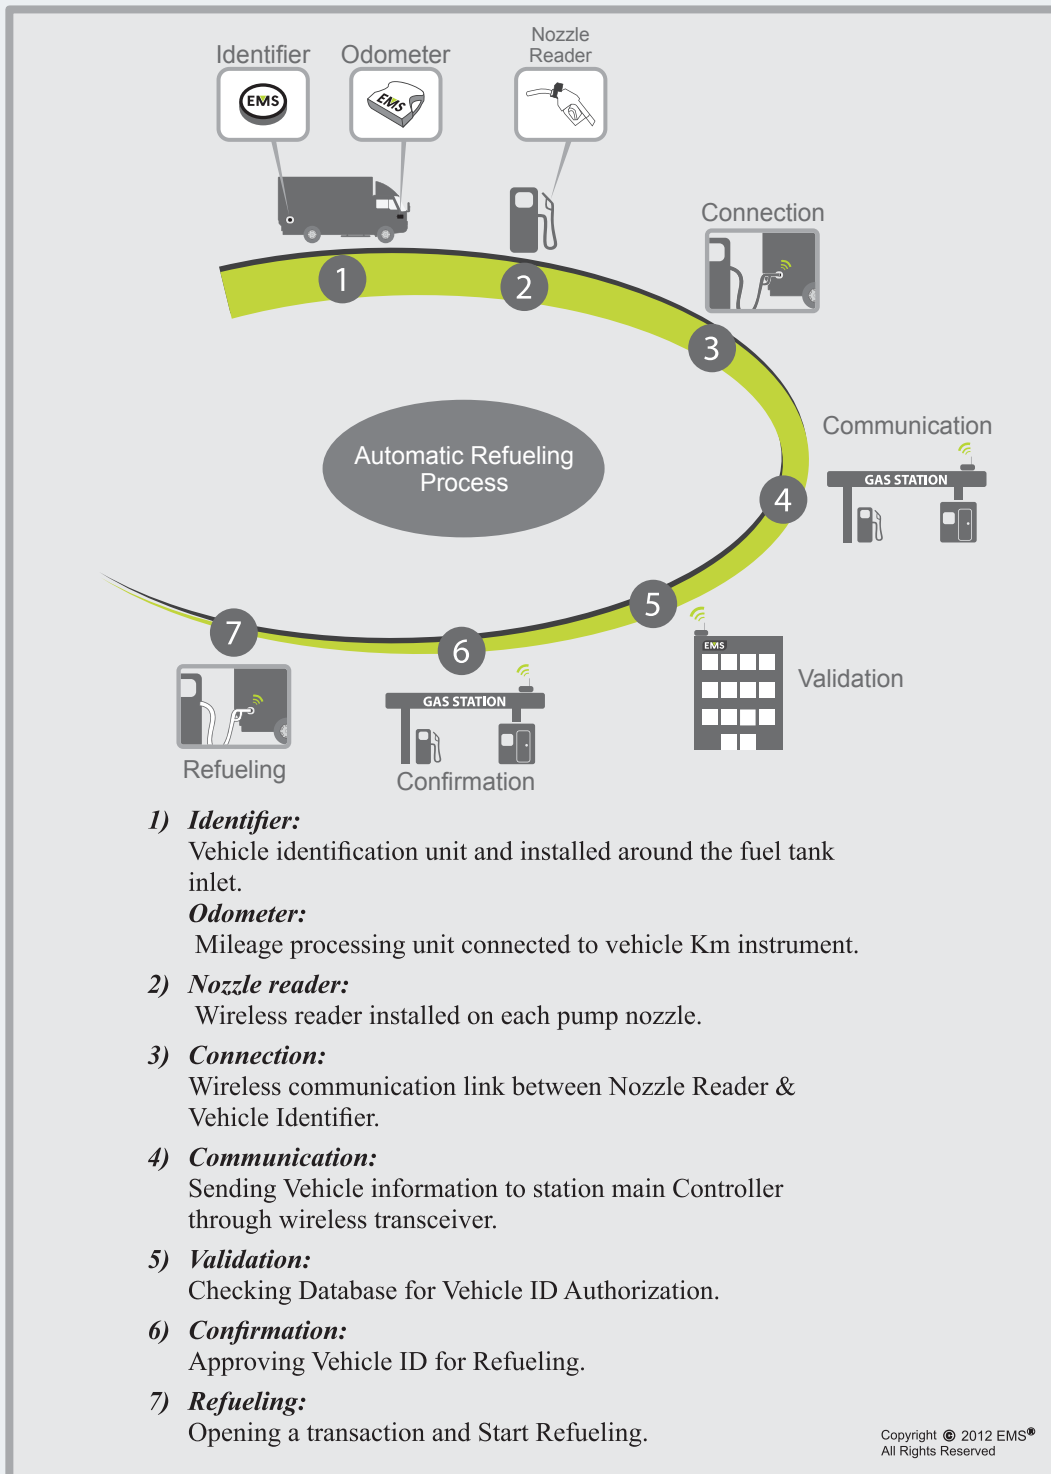 Identifier
Odometer
Nozzle
Reader
EMS
EMS
Connection
1
2
3
Communication
GAS STATION
Automatic Refueling
Process
4
5
7
6
EMS
Validation
GAS STATION
Refueling
Confirmation
1) Identifier:
Vehicle identification unit and installed around the fuel tank
inlet.
Odometer:
Mileage processing unit connected to vehicle Km instrument.
2) Nozzle reader:
Wireless reader installed on each pump nozzle.
3) Connection:
Wireless communication link between Nozzle Reader &
Vehicle Identifier.
4) Communication:
Sending Vehicle information to station main Controller
through wireless transceiver.
5) Validation:
Checking Database for Vehicle ID Authorization.
6) Confirmation:
Approving Vehicle ID for Refueling.
7) Refueling:
Opening a transaction and Start Refueling.
Copyright © 2012 EMS®
All Rights Reserved